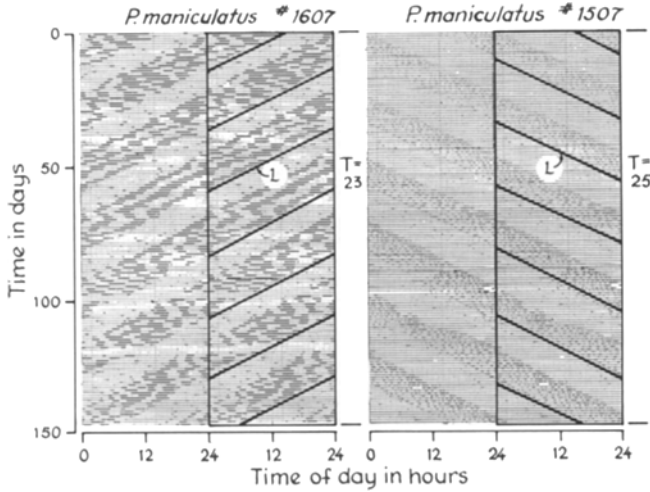 P. maniculatus #1607
P. maniculatus #1507
0
50
100
150
Time in days
L
T=
23
L
T=
25
0
12
24
12
24
0
12
24
12
24
Time of day in hours